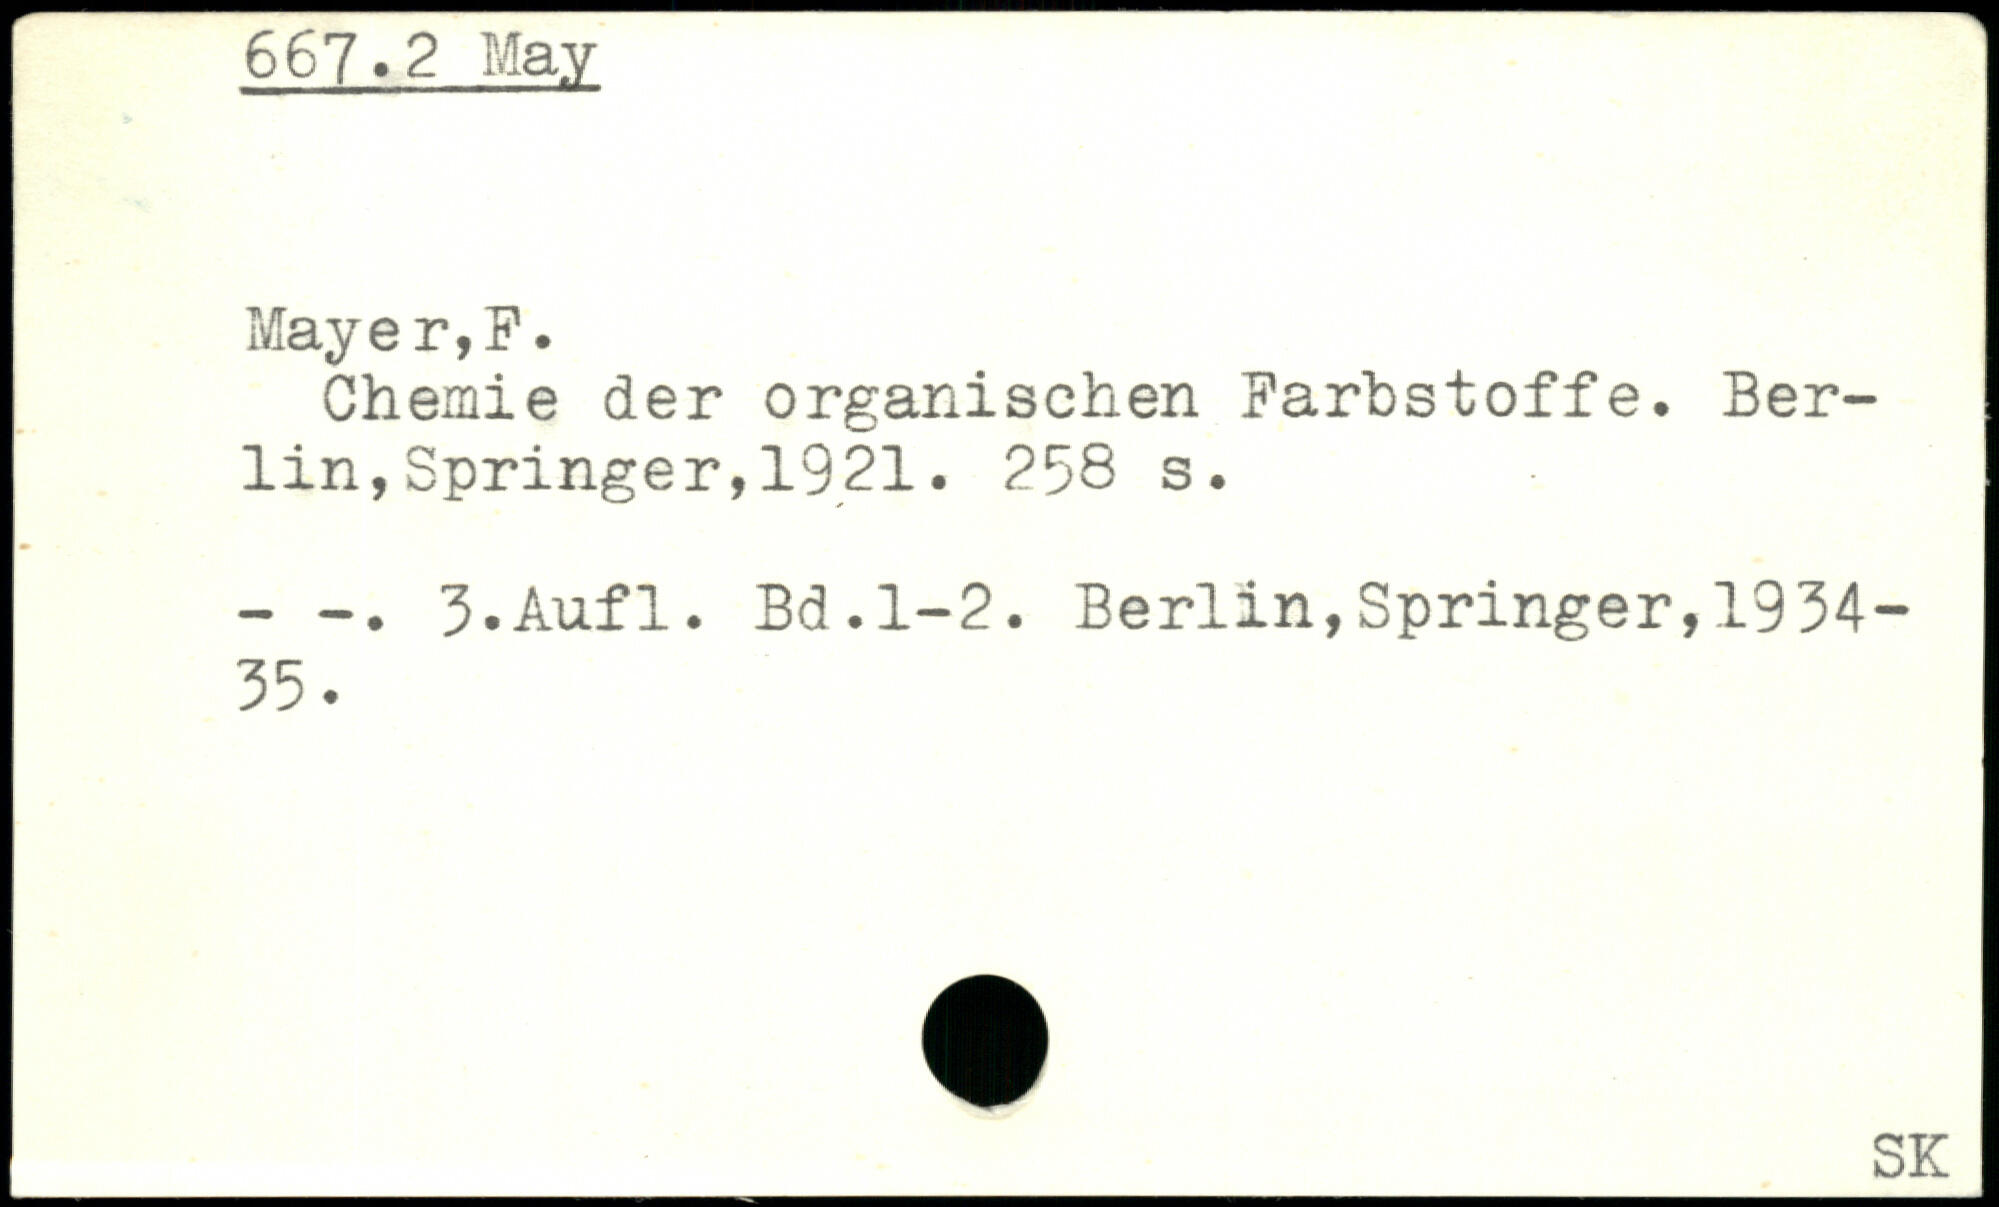 667.2 May
Mayer,F.
Chemie der organischen Farbstoffe. Ber-
lin,Springer,1921. 258 s.
- -. 3.Aufl. Bd.1-2. Berlin,Springer,1934-
35.
SK